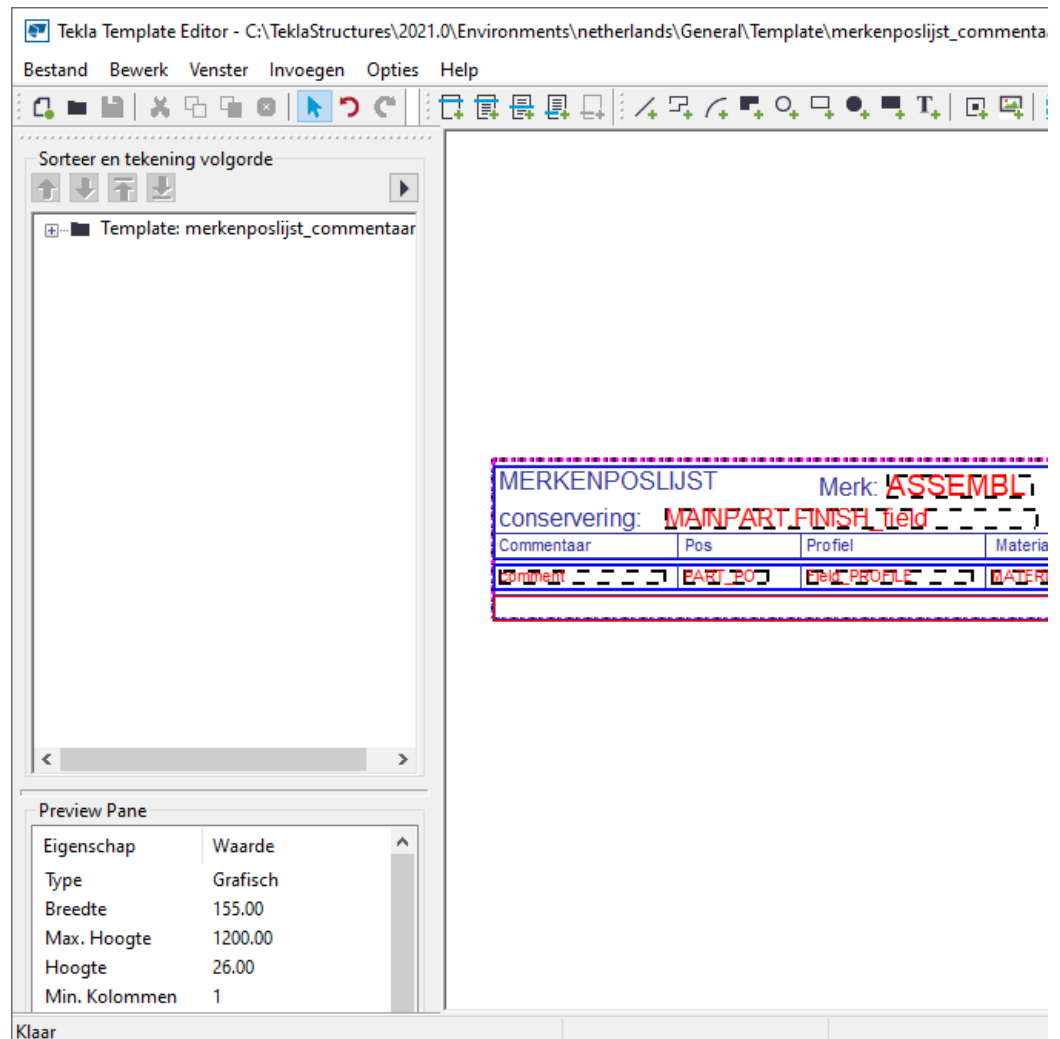 Tekla Template Editor - C:\TeklaStructures\2021.0\Environments\netherlands\General\Template\merkenposlijst_commenta
Bestand Bewerk Venster Invoegen Opties Help
Sorteer en tekening volgorde
Template: merkenposlijst_commentaar
MERKENPOSLIJST Merk: ASSEMBL
conservering: MAINPART.FINISH_field
Commentaar Pos Profiel Materia
comment PART_PO Field_PROFILE MATERI
Preview Pane
Eigenschap Waarde
Type Grafisch
Breedte 155.00
Max. Hoogte 1200.00
Hoogte 26.00
Min. Kolommen 1
Klaar